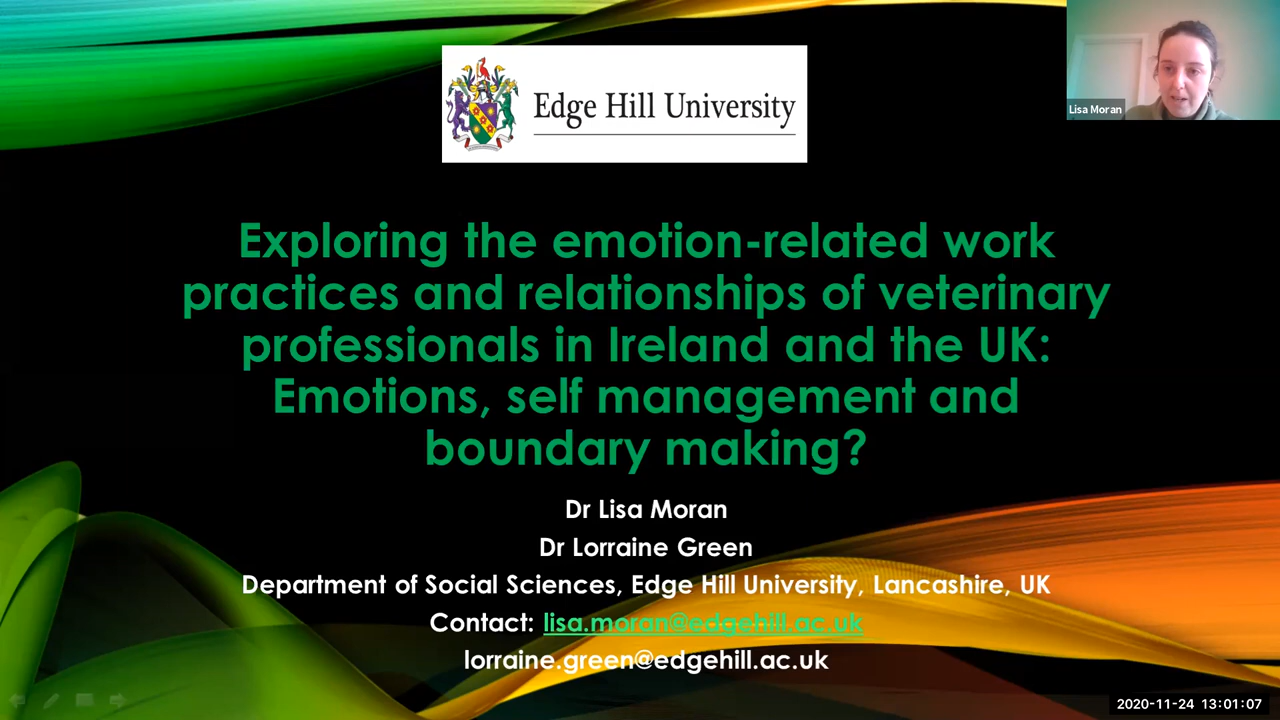 Edge Hill University
Lisa Moran
Exploring the emotion-related work
practices and relationships of veterinary
professionals in Ireland and the UK:
Emotions, self management and
boundary making?
Dr Lisa Moran
Dr Lorraine Green
Department of Social Sciences, Edge Hill University, Lancashire, UK
Contact: lisa.moran@edgehill.ac.uk
lorraine.green@edgehill.ac.uk
2020-11-24 13:01:07